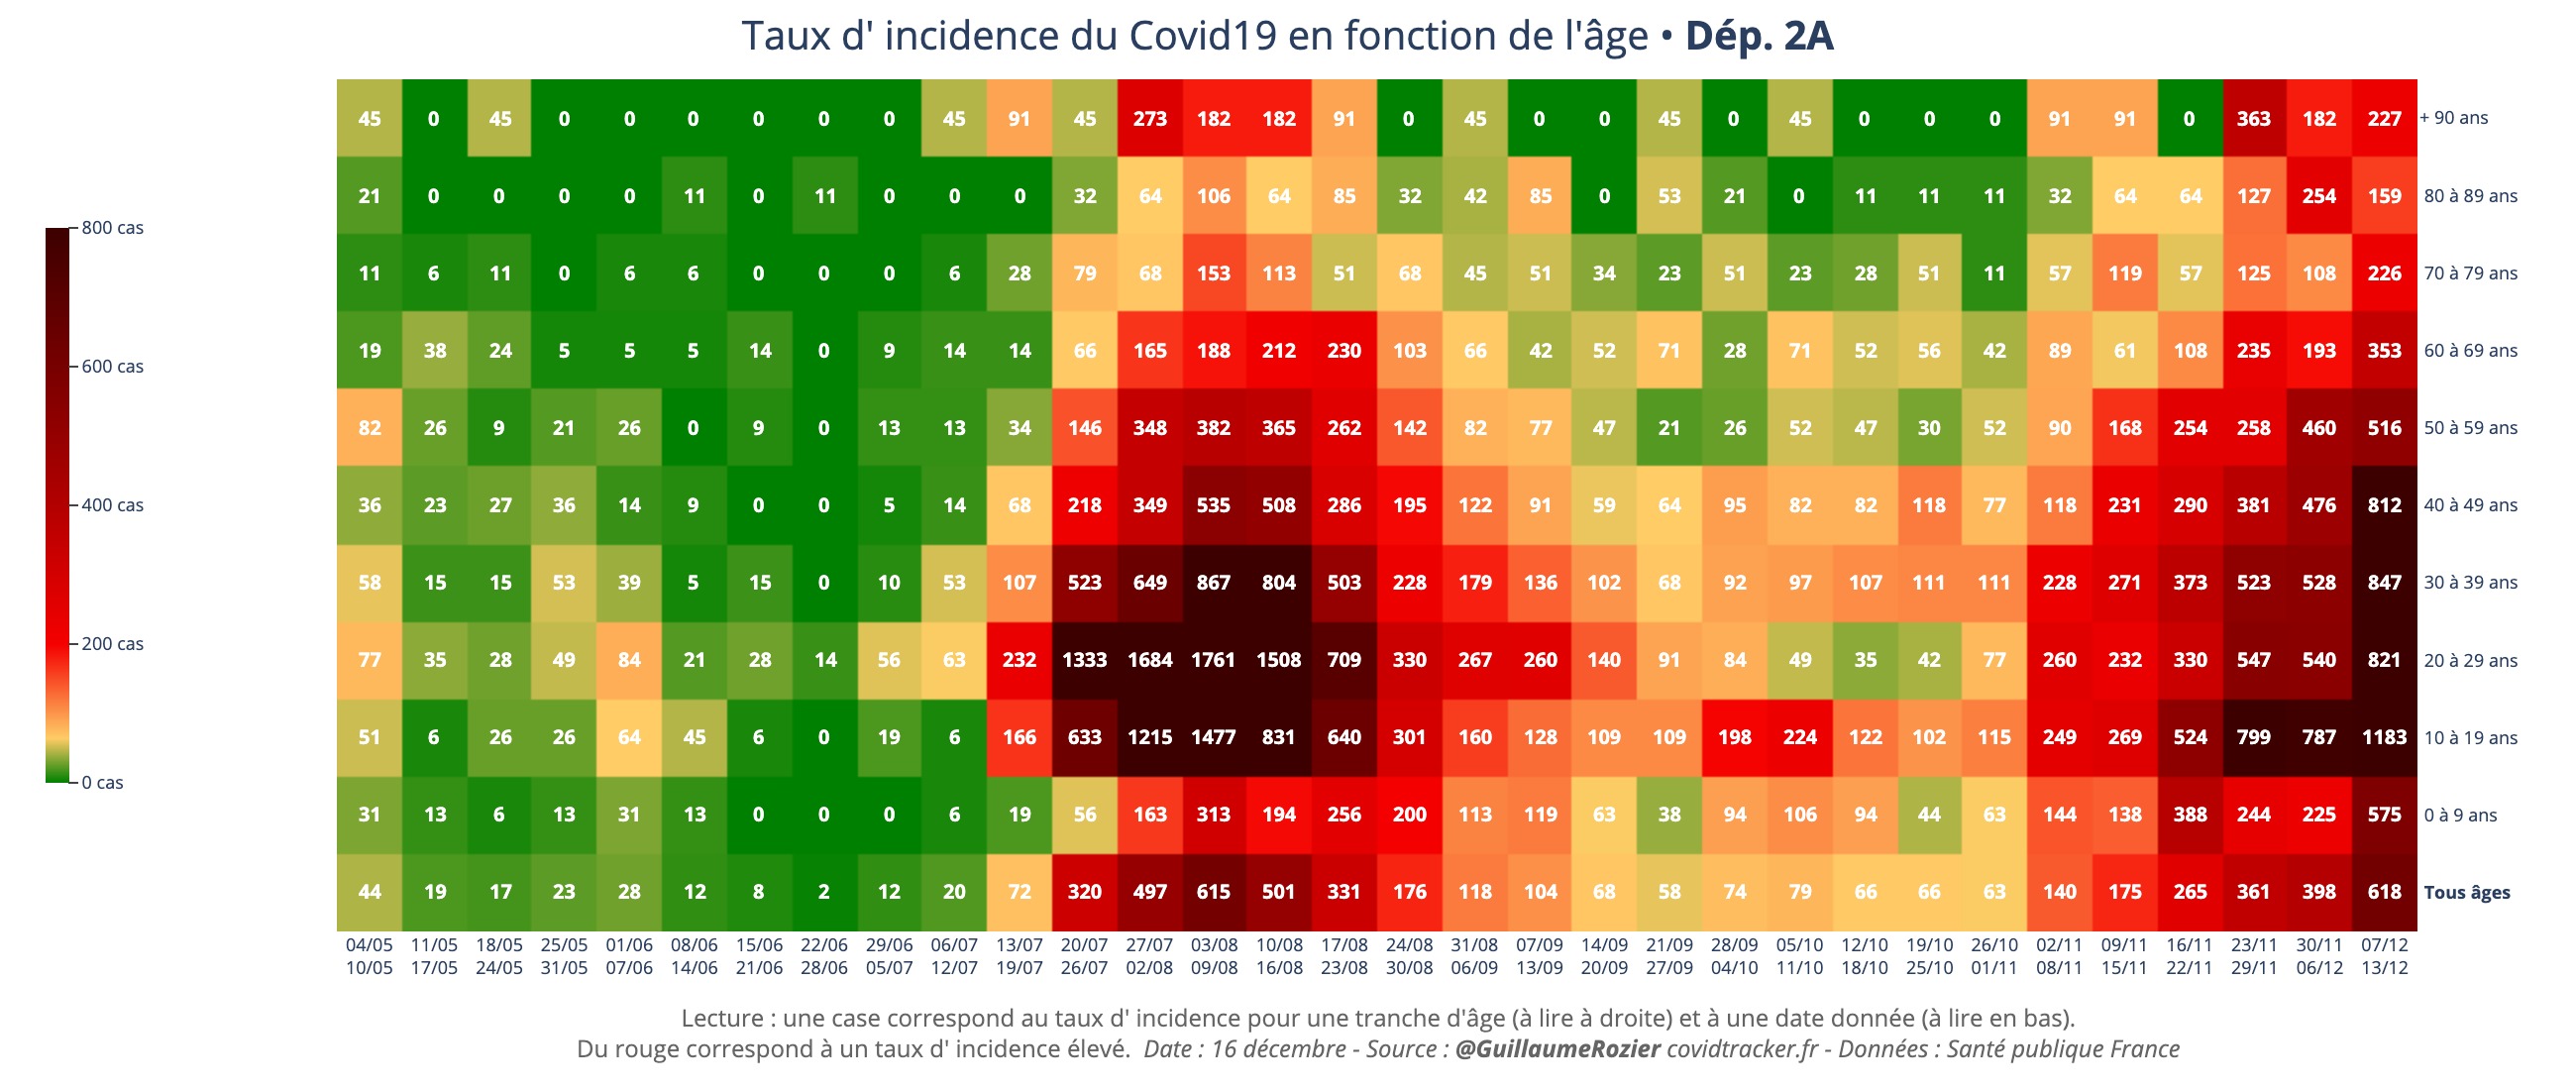 Taux d' incidence du Covid19 en fonction de l'âge • Dép. 2A
800 cas
600 cas
400 cas
200 cas
0 cas
45 0 45 0 0 0 0 0 0 45 91 45 273 182 182 91 0 45 0 0 45 0 45 0 0 0 91 91 0 363 182 227 + 90 ans
21 0 0 0 0 11 0 11 0 0 0 32 64 106 64 85 32 42 85 0 53 21 0 11 11 11 32 64 64 127 254 159 80 à 89 ans
11 6 11 0 6 6 0 0 0 6 28 79 68 153 113 51 68 45 51 34 23 51 23 28 51 11 57 119 57 125 108 226 70 à 79 ans
19 38 24 5 5 5 14 0 9 14 14 66 165 188 212 230 103 66 42 52 71 28 71 52 56 42 89 61 108 235 193 353 60 à 69 ans
82 26 9 21 26 0 9 0 13 13 34 146 348 382 365 262 142 82 77 47 21 26 52 47 30 52 90 168 254 258 460 516 50 à 59 ans
36 23 27 36 14 9 0 0 5 14 68 218 349 535 508 286 195 122 91 59 64 95 82 82 118 77 118 231 290 381 476 812 40 à 49 ans
58 15 15 53 39 5 15 0 10 53 107 523 649 867 804 503 228 179 136 102 68 92 97 107 111 111 228 271 373 523 528 847 30 à 39 ans
77 35 28 49 84 21 28 14 56 63 232 1333 1684 1761 1508 709 330 267 260 140 91 84 49 35 42 77 260 232 330 547 540 821 20 à 29 ans
51 6 26 26 64 45 6 0 19 6 166 633 1215 1477 831 640 301 160 128 109 109 198 224 122 102 115 249 269 524 799 787 1183 10 à 19 ans
31 13 6 13 31 13 0 0 0 6 19 56 163 313 194 256 200 113 119 63 38 94 106 94 44 63 144 138 388 244 225 575 0 à 9 ans
44 19 17 23 28 12 8 2 12 20 72 320 497 615 501 331 176 118 104 68 58 74 79 66 66 63 140 175 265 361 398 618 Tous âges
04/05 11/05 18/05 25/05 01/06 08/06 15/06 22/06 29/06 06/07 13/07 20/07 27/07 03/08 10/08 17/08 24/08 31/08 07/09 14/09 21/09 28/09 05/10 12/10 19/10 26/10 02/11 09/11 16/11 23/11 30/11 07/12
10/05 17/05 24/05 31/05 07/06 14/06 21/06 28/06 05/07 12/07 19/07 26/07 02/08 09/08 16/08 23/08 30/08 06/09 13/09 20/09 27/09 04/10 11/10 18/10 25/10 01/11 08/11 15/11 22/11 29/11 06/12 13/12
Lecture : une case correspond au taux d' incidence pour une tranche d'âge (à lire à droite) et à une date donnée (à lire en bas).
Du rouge correspond à un taux d' incidence élevé. Date : 16 décembre - Source : @GuillaumeRozier covidtracker.fr - Données : Santé publique France